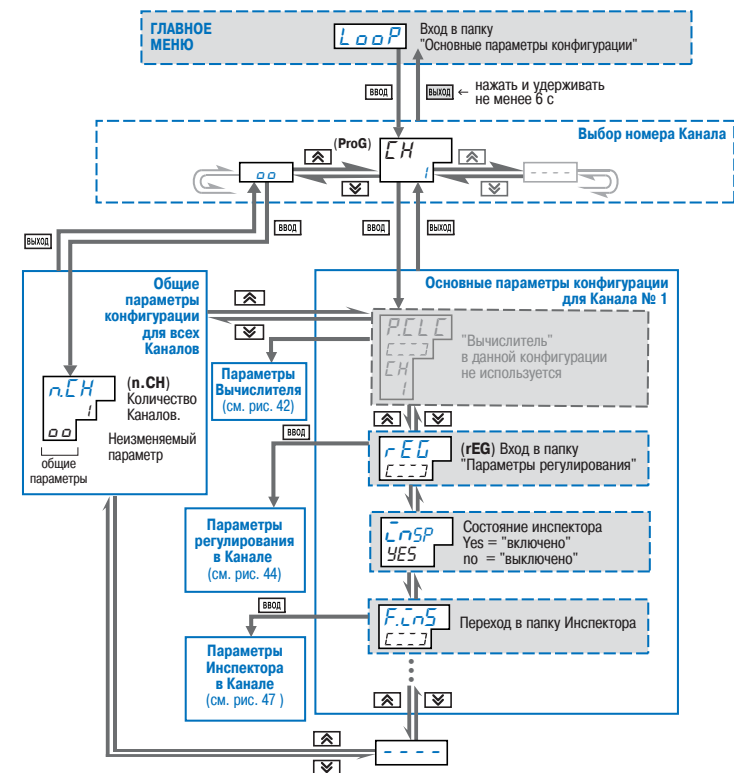 ГЛАВНОЕ
МЕНЮ
LooP
Вход в папку
"Основные параметры конфигурации"
ВВОД
ВЫХОД ← нажать и удерживать
не менее 6 с
Выбор номера Канала
(ProG)
CH
1
oo
- - - -
ВЫХОД
ВВОД
ВВОД
ВЫХОД
Общие
параметры
конфигурации
для всех
Каналов
n.CH
1
oo
(n.CH)
Количество
Каналов.
Неизменяемый
параметр
общие
параметры
Основные параметры конфигурации
для Канала № 1
P.CLC
[---]
CH
1
"Вычислитель"
в данной конфигурации
не используется
Параметры
Вычислителя
(см. рис. 42)
ВВОД
rEG
[---]
(rEG) Вход в папку
"Параметры регулирования"
Параметры
регулирования
в Канале
(см. рис. 44)
inSP
YES
Состояние инспектора
Yes = "включено"
no = "выключено"
ВВОД
F.inS
[---]
Переход в папку Инспектора
Параметры
Инспектора
в Канале
(см. рис. 47 )
- - - -